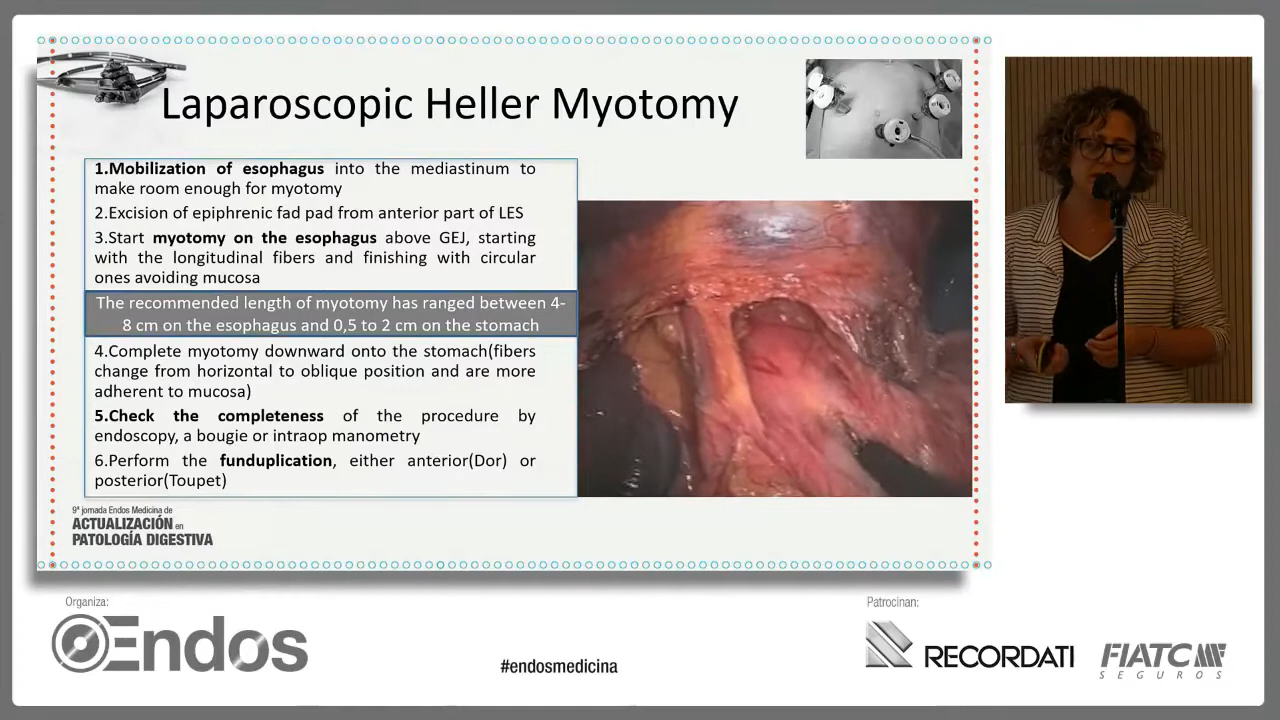 Laparoscopic Heller Myotomy
1.Mobilization of esophagus into the mediastinum to
make room enough for myotomy
2.Excision of epiphrenic fad pad from anterior part of LES
3.Start myotomy on the esophagus above GEJ, starting
with the longitudinal fibers and finishing with circular
ones avoiding mucosa
The recommended length of myotomy has ranged between 4-
8 cm on the esophagus and 0,5 to 2 cm on the stomach
4.Complete myotomy downward onto the stomach(fibers
change from horizontal to oblique position and are more
adherent to mucosa)
5.Check the completeness of the procedure by
endoscopy, a bougie or intraop manometry
6.Perform the funduplication, either anterior(Dor) or
posterior(Toupet)
9ª jornada Endos Medicina de
ACTUALIZACIÓN en
PATOLOGÍA DIGESTIVA
Organiza:
Endos
#endosmedicina
Patrocinan:
RECORDATI
FIATC
SEGUROS